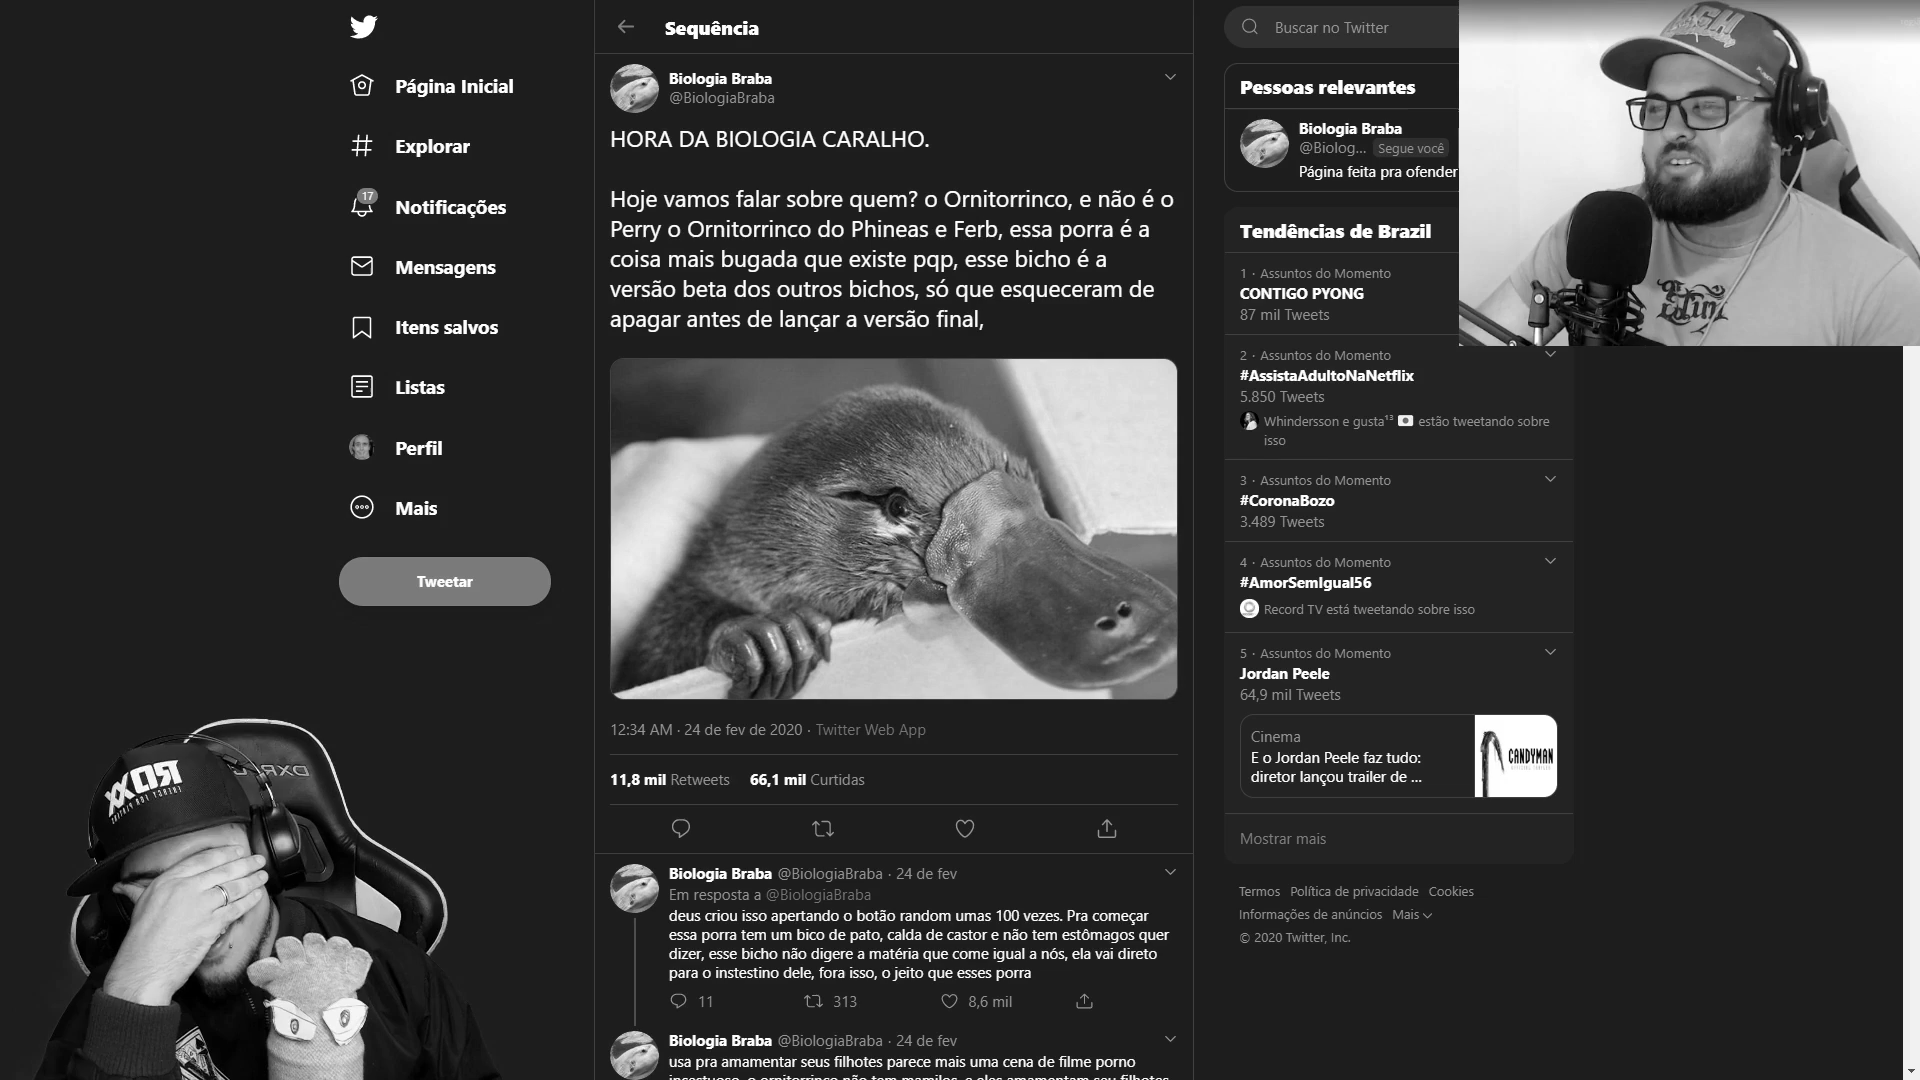 Página Inicial
Explorar
17
Notificações
Mensagens
Itens salvos
Listas
Perfil
Mais
Tweetar
Sequência
Biologia Braba
@BiologiaBraba
HORA DA BIOLOGIA CARALHO.
Hoje vamos falar sobre quem? o Ornitorrinco, e não é o
Perry o Ornitorrinco do Phineas e Ferb, essa porra é a
coisa mais bugada que existe pqp, esse bicho é a
versão beta dos outros bichos, só que esqueceram de
apagar antes de lançar a versão final,
12:34 AM · 24 de fev de 2020 · Twitter Web App
11,8 mil Retweets 66,1 mil Curtidas
Biologia Braba @BiologiaBraba · 24 de fev
Em resposta a @BiologiaBraba
deus criou isso apertando o botão random umas 100 vezes. Pra começar
essa porra tem um bico de pato, calda de castor e não tem estômagos quer
dizer, esse bicho não digere a matéria que come igual a nós, ela vai direto
para o instestino dele, fora isso, o jeito que esses porra
11 313 8,6 mil
Biologia Braba @BiologiaBraba · 24 de fev
usa pra amamentar seus filhotes parece mais uma cena de filme porno
Buscar no Twitter
Pessoas relevantes
Biologia Braba
@Biolog... Segue você
Página feita pra ofender
Tendências de Brazil
1 · Assuntos do Momento
CONTIGO PYONG
87 mil Tweets
2 · Assuntos do Momento
#AssistaAdultoNaNetflix
5.850 Tweets
Whindersson e gusta¹³ estão tweetando sobre
isso
3 · Assuntos do Momento
#CoronaBozo
3.489 Tweets
4 · Assuntos do Momento
#AmorSemIgual56
Record TV está tweetando sobre isso
5 · Assuntos do Momento
Jordan Peele
64,9 mil Tweets
Cinema
E o Jordan Peele faz tudo:
diretor lançou trailer de ...
CANDYMAN
Mostrar mais
Termos Política de privacidade Cookies
Informações de anúncios Mais
© 2020 Twitter, Inc.